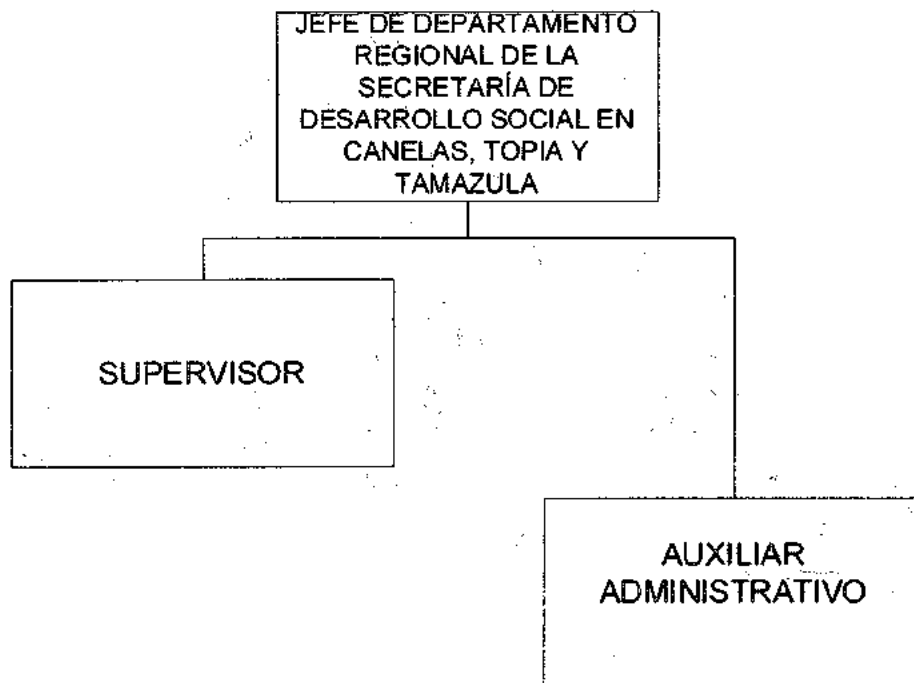 JEFE DE DEPARTAMENTO
REGIONAL DE LA
SECRETARÍA DE
DESARROLLO SOCIAL EN
CANELAS, TOPIA Y
TAMAZULA
SUPERVISOR
AUXILIAR
ADMINISTRATIVO